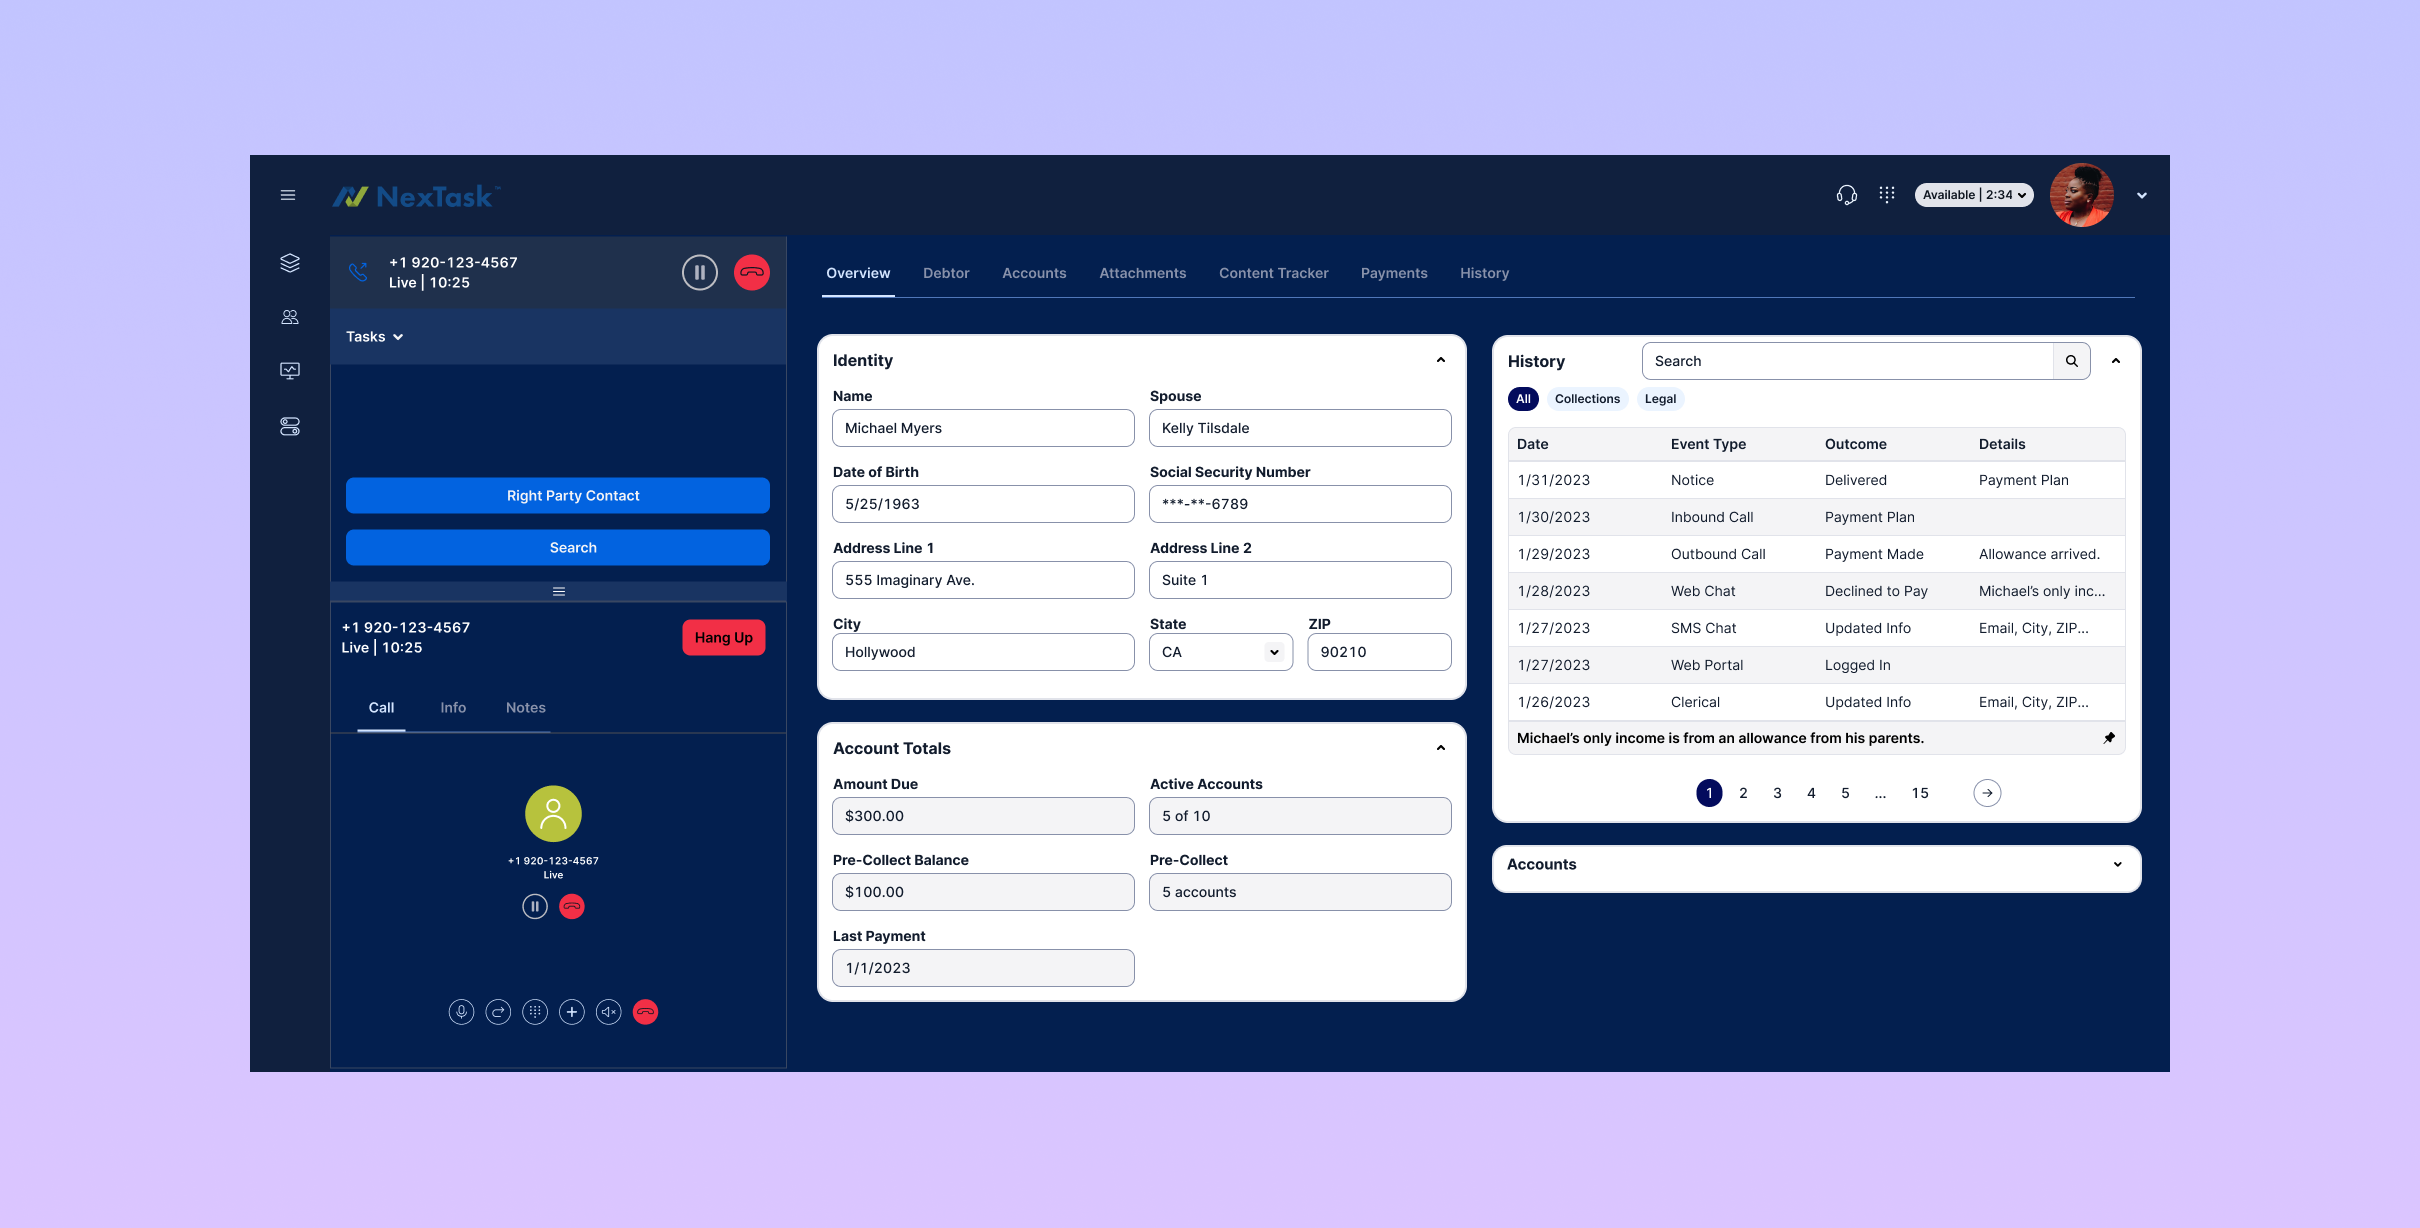 NexTask™
Available | 2:34
+1 920-123-4567
Live | 10:25
Tasks
Right Party Contact
Search
+1 920-123-4567
Live | 10:25
Hang Up
Call Info Notes
+1 920-123-4567
Live
Overview Debtor Accounts Attachments Content Tracker Payments History
Identity
Name Spouse
Michael Myers Kelly Tilsdale
Date of Birth Social Security Number
5/25/1963 ***-**-6789
Address Line 1 Address Line 2
555 Imaginary Ave. Suite 1
City State ZIP
Hollywood CA 90210
Account Totals
Amount Due Active Accounts
$300.00 5 of 10
Pre-Collect Balance Pre-Collect
$100.00 5 accounts
Last Payment
1/1/2023
History Search
All Collections Legal
Date Event Type Outcome Details
1/31/2023 Notice Delivered Payment Plan
1/30/2023 Inbound Call Payment Plan
1/29/2023 Outbound Call Payment Made Allowance arrived.
1/28/2023 Web Chat Declined to Pay Michael’s only inc...
1/27/2023 SMS Chat Updated Info Email, City, ZIP...
1/27/2023 Web Portal Logged In
1/26/2023 Clerical Updated Info Email, City, ZIP...
Michael’s only income is from an allowance from his parents.
1 2 3 4 5 ... 15
Accounts